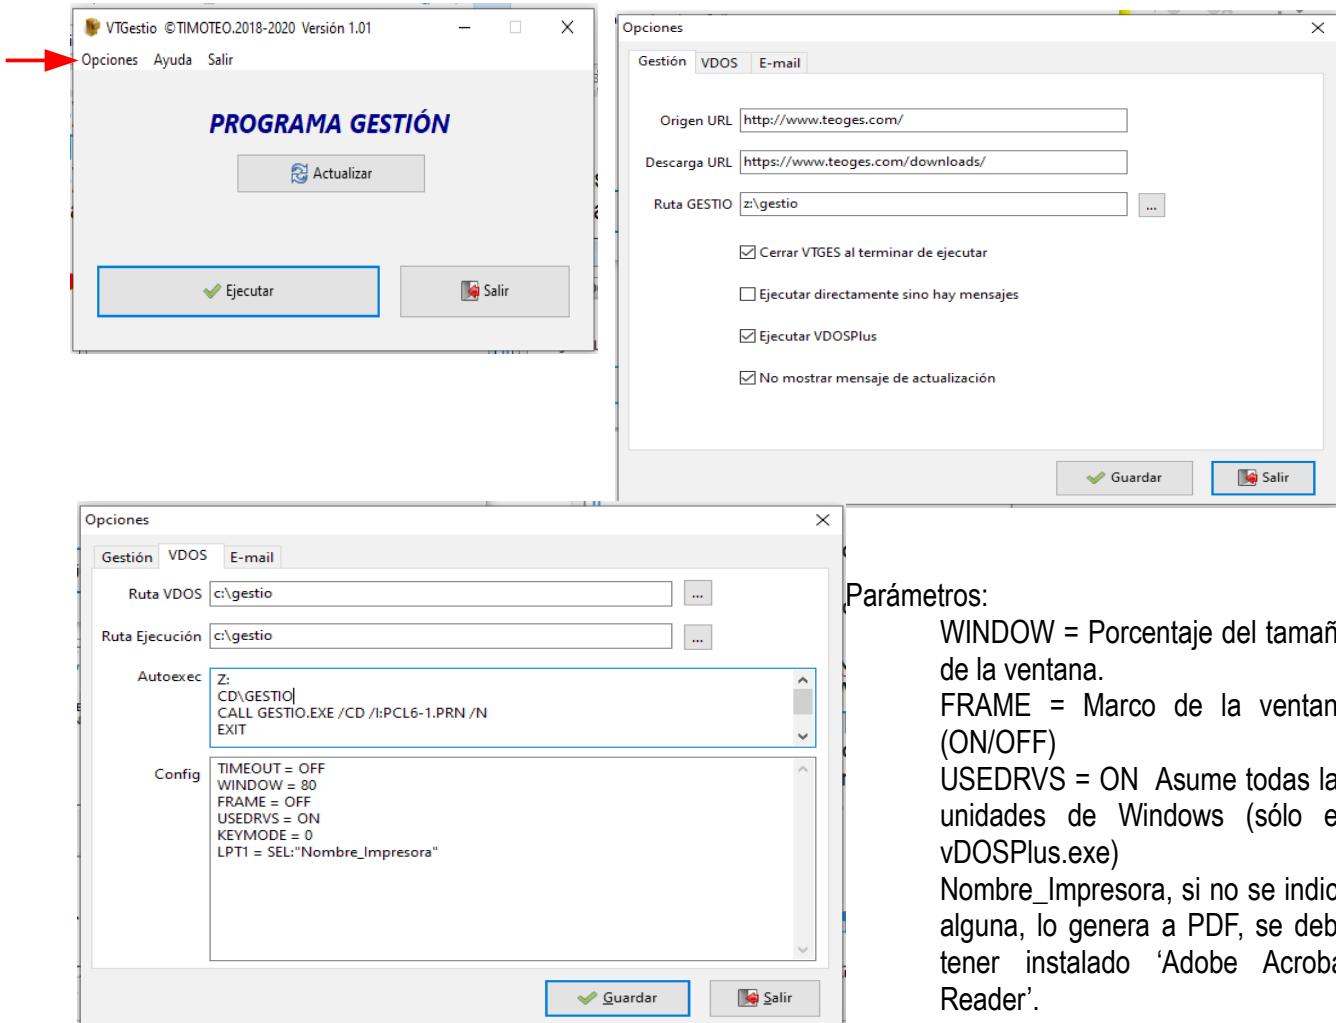 VTGestio ©TIMOTEO.2018-2020 Versión 1.01
Opciones Ayuda Salir
PROGRAMA GESTIÓN
Actualizar
Ejecutar
Salir
Opciones
Gestión VDOS E-mail
Origen URL http://www.teoges.com/
Descarga URL https://www.teoges.com/downloads/
Ruta GESTIO z:\gestio ...
Cerrar VTGES al terminar de ejecutar
Ejecutar directamente sino hay mensajes
Ejecutar VDOSPlus
No mostrar mensaje de actualización
Guardar
Salir
Opciones
Gestión VDOS E-mail
Ruta VDOS c:\gestio ...
Ruta Ejecución c:\gestio ...
Autoexec Z:
CD\GESTIO
CALL GESTIO.EXE /CD /I:PCL6-1.PRN /N
EXIT
Config TIMEOUT = OFF
WINDOW = 80
FRAME = OFF
USEDRVS = ON
KEYMODE = 0
LPT1 = SEL:"Nombre_Impresora"
Guardar
Salir
Parámetros:
WINDOW = Porcentaje del tamañ
de la ventana.
FRAME = Marco de la ventan
(ON/OFF)
USEDRVS = ON Asume todas la
unidades de Windows (sólo e
vDOSPlus.exe)
Nombre_Impresora, si no se indic
alguna, lo genera a PDF, se deb
tener instalado ‘Adobe Acroba
Reader’.